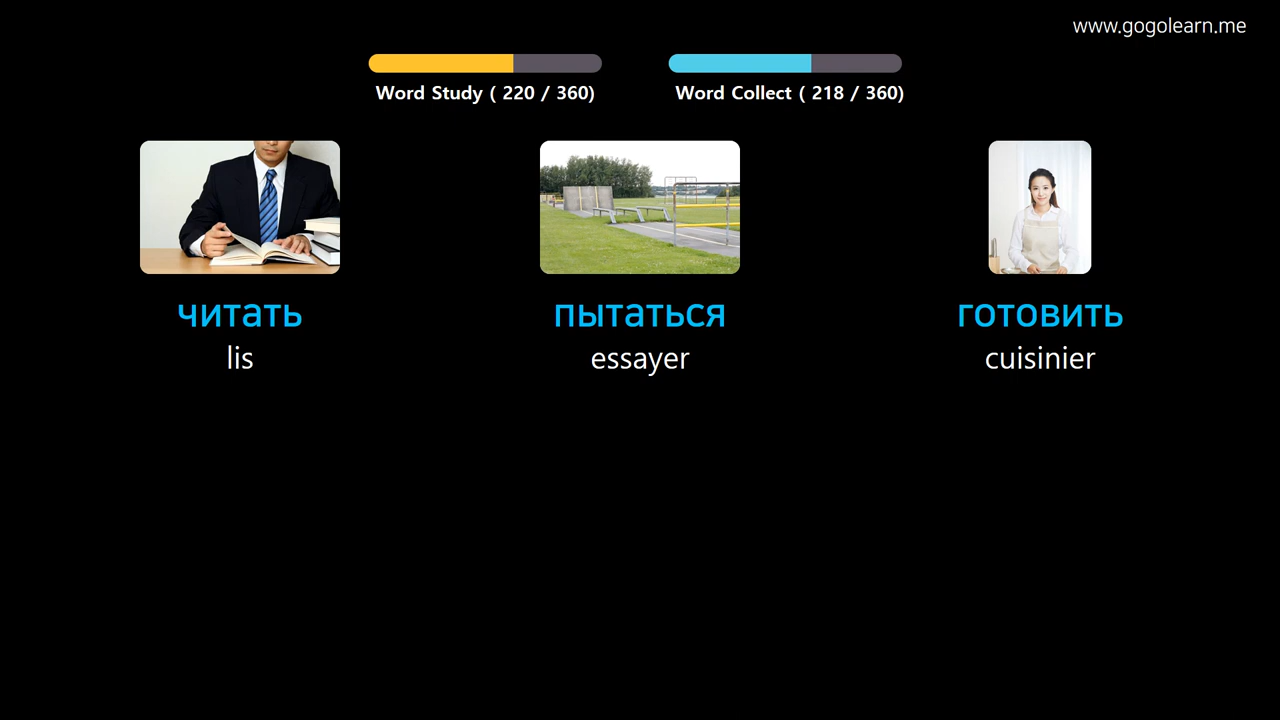 www.gogolearn.me
Word Study ( 220 / 360)
Word Collect ( 218 / 360)
читать
пытаться
готовить
lis
essayer
cuisinier